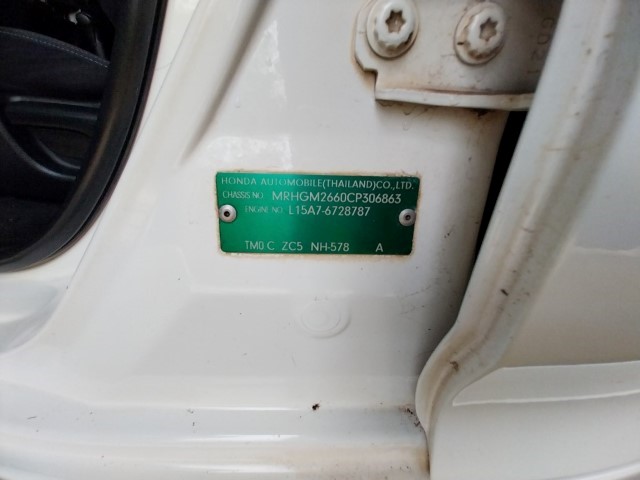 HONDA AUTOMOBILE(THAILAND)CO.,LTD.
CHASSIS NO. MRHGM2660CP306863
ENGINE NO. L15A7-6728787
TM0 C ZC5 NH-578 A